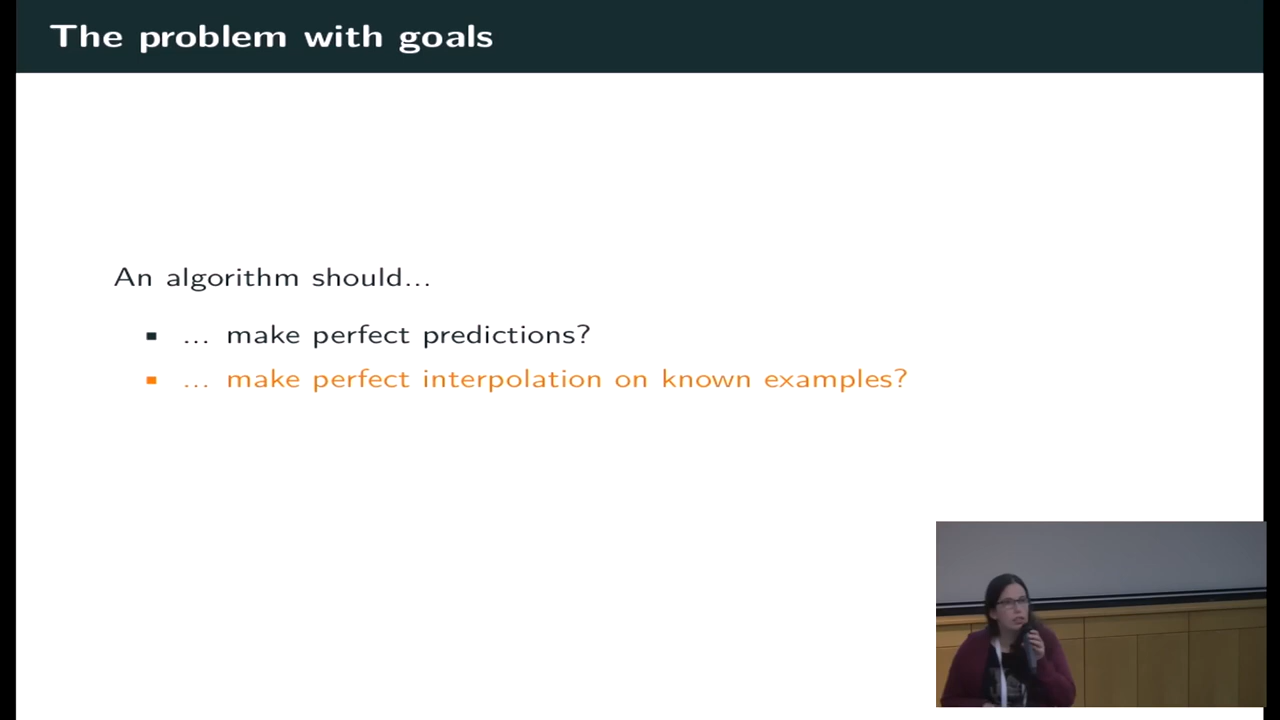 The problem with goals
An algorithm should...
... make perfect predictions?
... make perfect interpolation on known examples?